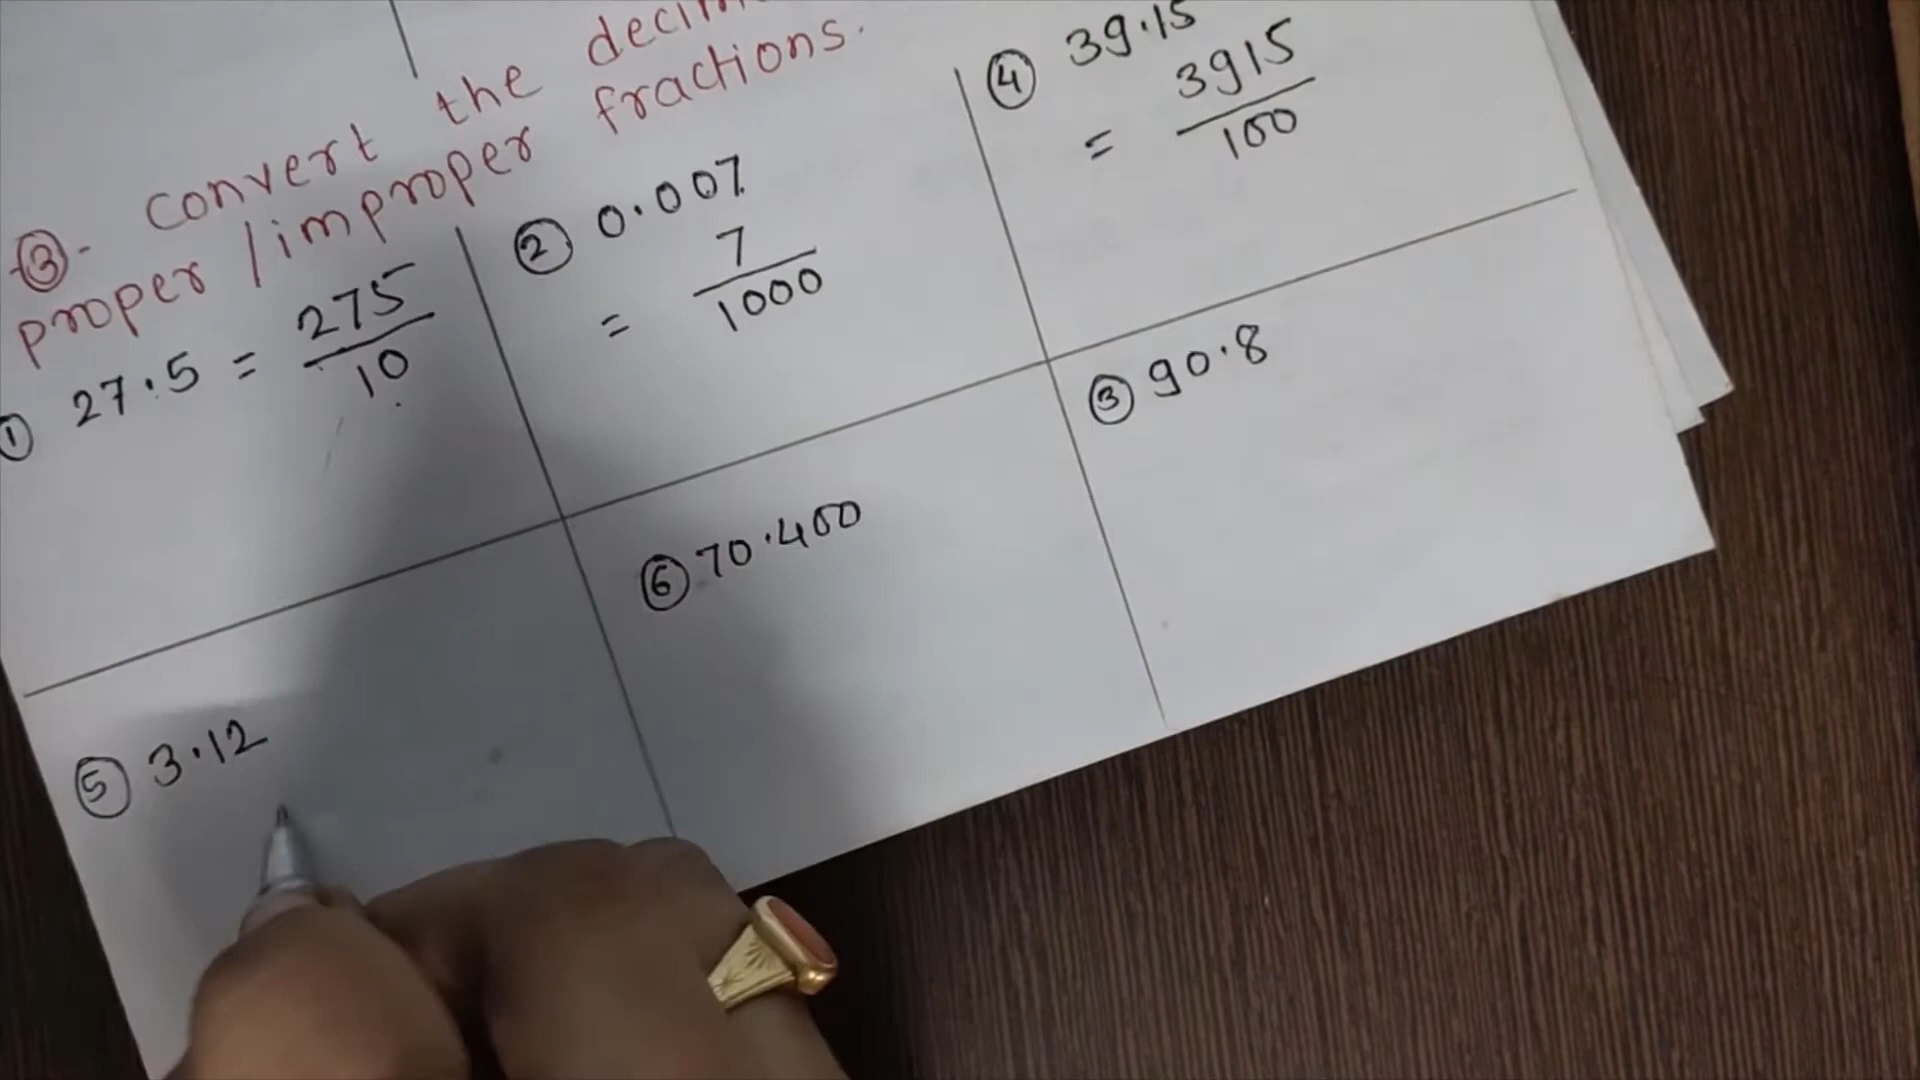 ③. Convert the
proper / improper fractions.
① 27.5 = 275/10
② 0.007
= 7/1000
④ 39.15
= 3915/100
⑤ 3.12
⑥ 70.400
③ 90.8